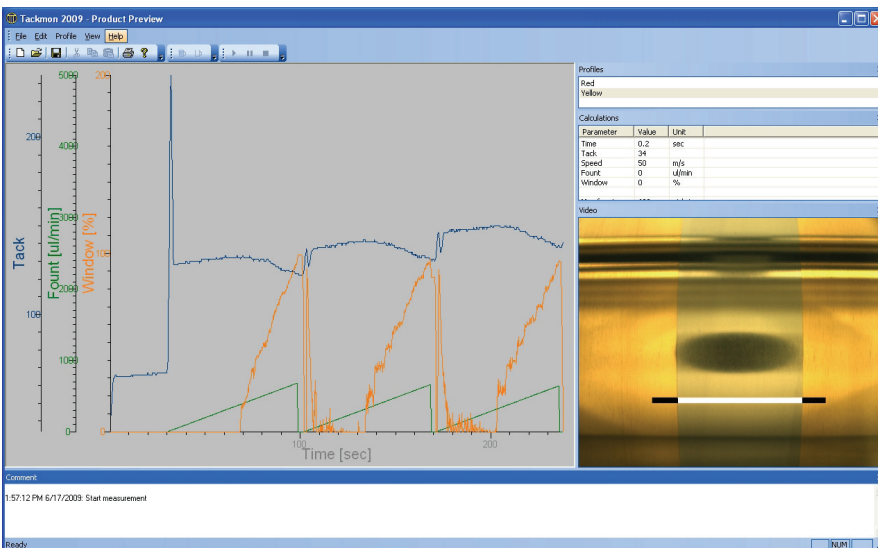 Tackmon 2009 - Product Preview
File Edit Profile View Help
Profiles
Red
Yellow
Calculations
Parameter Value Unit
Time 0.2 sec
Tack 34
Speed 50 m/s
Fount 0 ul/min
Window 0 %
Video
5000 200
200
4000
3000
100
2000
100
1000
0 0
Tack
Fount [ul/min]
Window [%]
100 200
Time [sec]
Comment
1:57:12 PM 6/17/2009: Start measurement
Ready NUM